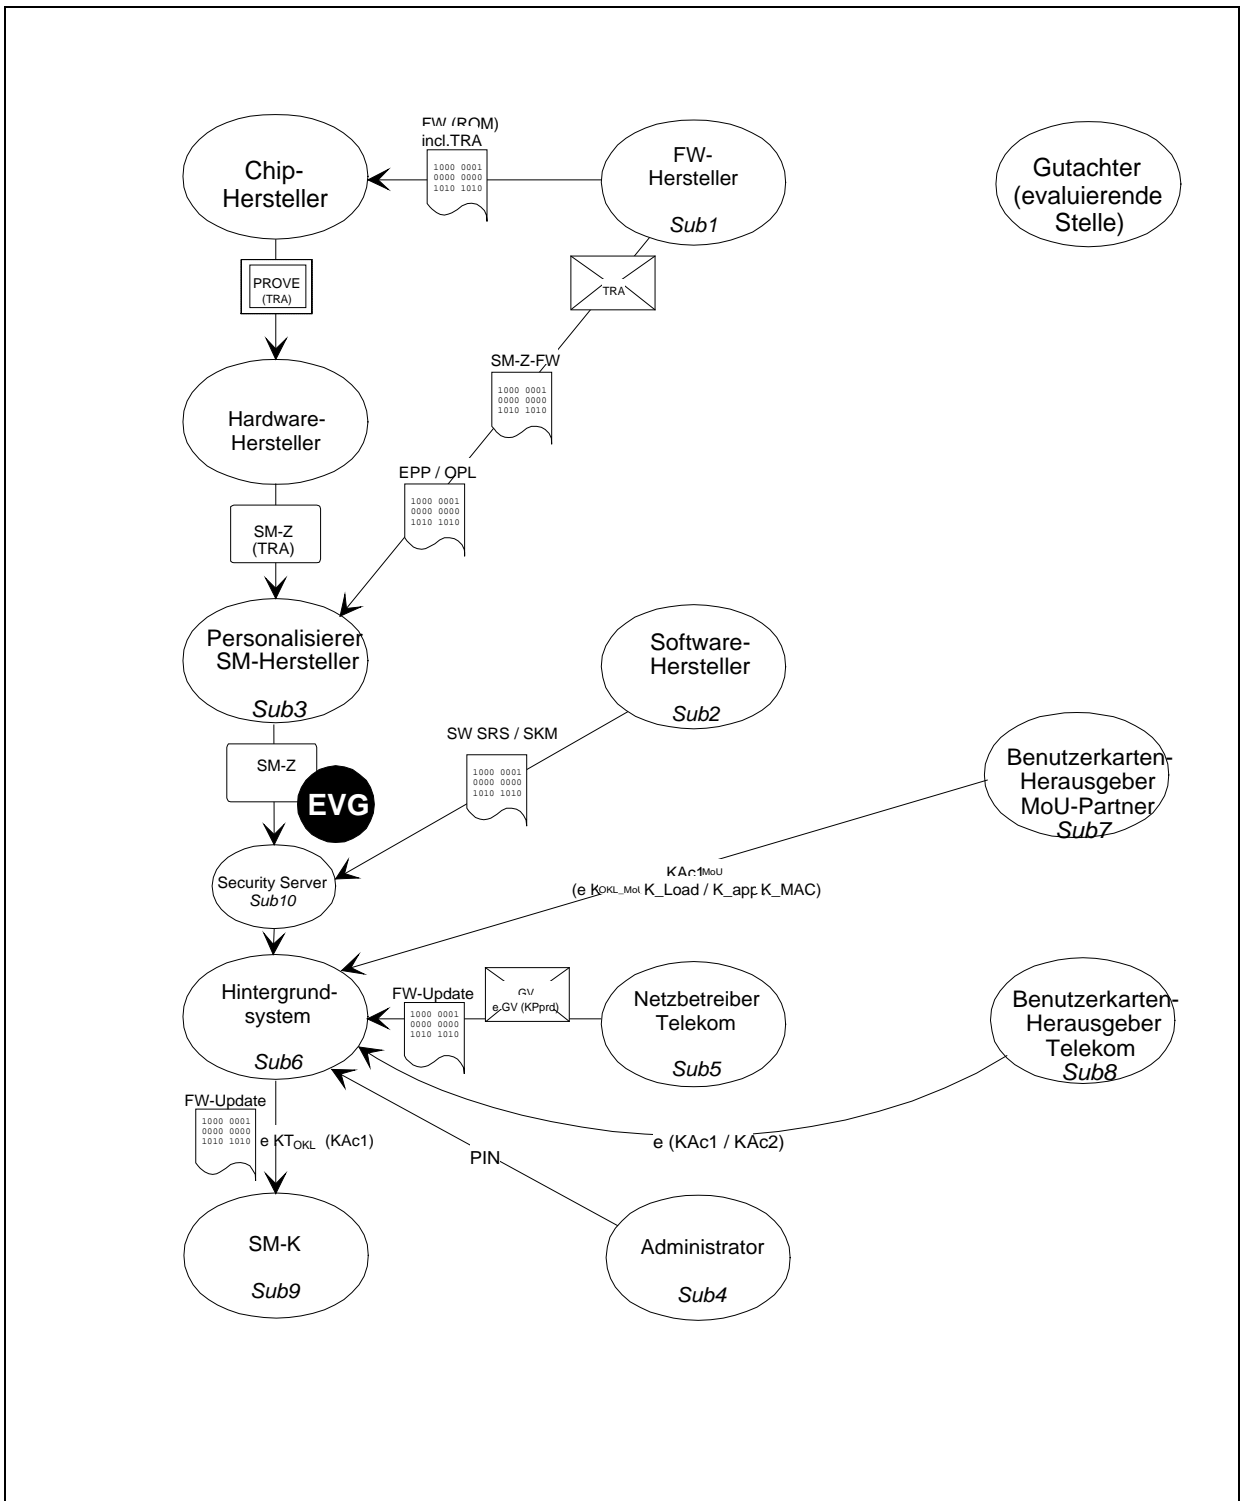 FW (ROM)
incl.TRA
1000 0001
0000 0000
1010 1010
Chip-
Hersteller
FW-
Hersteller
Sub1
Gutachter
(evaluierende
Stelle)
PROVE
(TRA)
TRA
SM-Z-FW
1000 0001
0000 0000
1010 1010
Hardware-
Hersteller
EPP / OPL
1000 0001
0000 0000
1010 1010
SM-Z
(TRA)
Personalisierer
SM-Hersteller
Sub3
Software-
Hersteller
Sub2
SW SRS / SKM
1000 0001
0000 0000
1010 1010
SM-Z
EVG
Benutzerkarten-
Herausgeber
MoU-Partner
Sub7
Security Server
Sub10
KAc1MoU
(e KOKL_MoU K_Load / K_app K_MAC)
Hintergrund-
system
Sub6
FW-Update
1000 0001
0000 0000
1010 1010
GV
e GV (KPprd)
Netzbetreiber
Telekom
Sub5
Benutzerkarten-
Herausgeber
Telekom
Sub8
FW-Update
1000 0001
0000 0000
1010 1010
e KTOKL (KAc1)
e (KAc1 / KAc2)
PIN
SM-K
Sub9
Administrator
Sub4